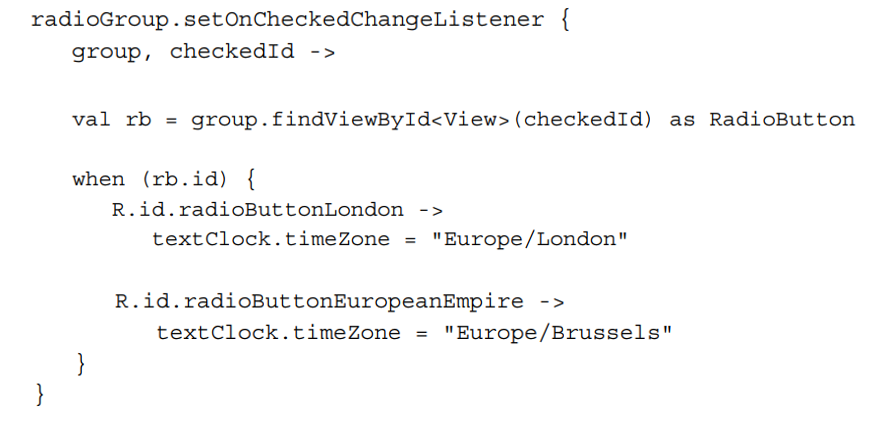 radioGroup.setOnCheckedChangeListener {
group, checkedId ->
val rb = group.findViewById<View>(checkedId) as RadioButton
when (rb.id) {
R.id.radioButtonLondon ->
textClock.timeZone = "Europe/London"
R.id.radioButtonEuropeanEmpire ->
textClock.timeZone = "Europe/Brussels"
}
}